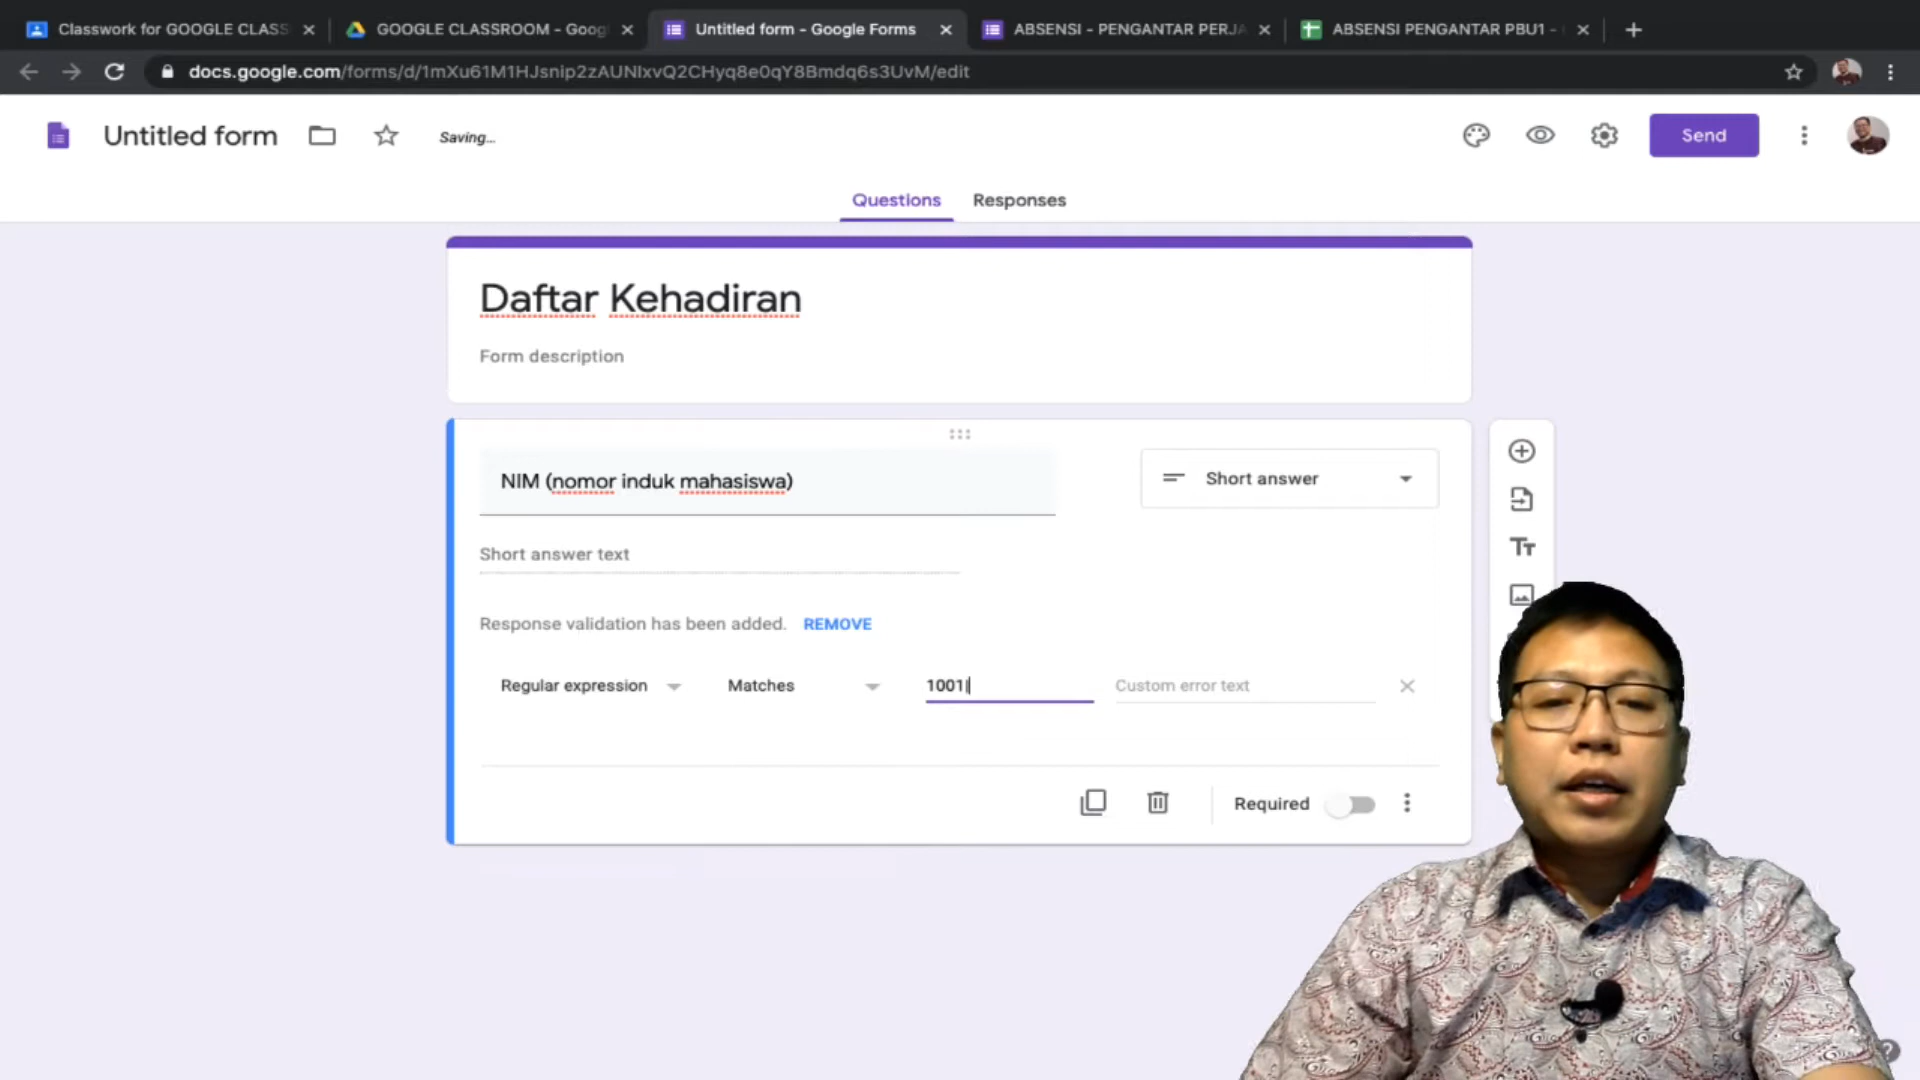 Classwork for GOOGLE CLASS
GOOGLE CLASSROOM - Goog
Untitled form - Google Forms
ABSENSI - PENGANTAR PERJA
ABSENSI PENGANTAR PBU1 -
docs.google.com/forms/d/1mXu61M1HJsnip2zAUNIxvQ2CHyq8e0qY8Bmdq6s3UvM/edit
Untitled form
Saving...
Send
Questions
Responses
Daftar Kehadiran
Form description
NIM (nomor induk mahasiswa)
Short answer
Short answer text
Response validation has been added. REMOVE
Regular expression
Matches
1001|
Custom error text
Required